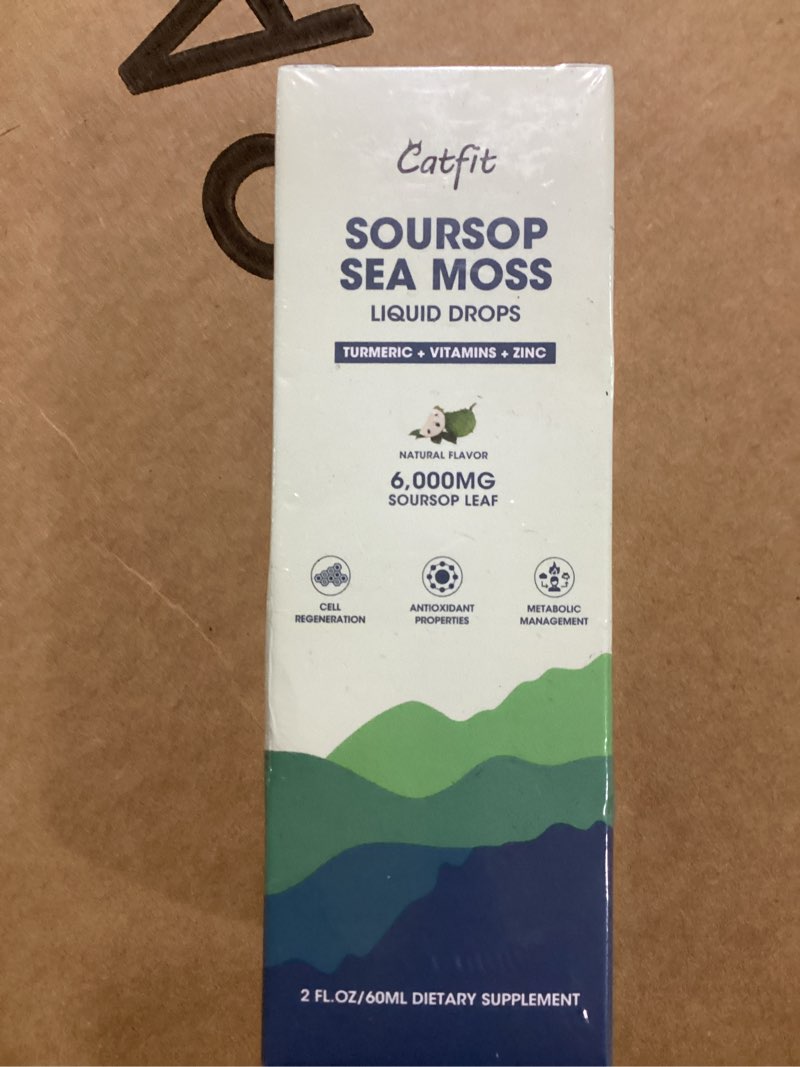 Catfit
SOURSOP
SEA MOSS
LIQUID DROPS
TURMERIC + VITAMINS + ZINC
NATURAL FLAVOR
6,000MG
SOURSOP LEAF
CELL
REGENERATION
ANTIOXIDANT
PROPERTIES
METABOLIC
MANAGEMENT
2 FL.OZ/60ML DIETARY SUPPLEMENT